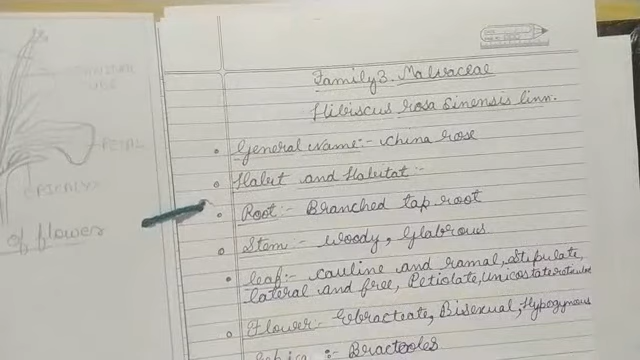 Family 3. Malvaceae
Hibiscus rosa Sinensis linn.
General Name:- China rose
Habit and Habitat:-
Root:- Branched tap root
Stem:- Woody, Glabrous
leaf:- cauline and ramal, stipulate,
lateral and free, Petiolate, Unicostate reticulate
Flower:- Ebracteate, Bisexual, Hypogynous
:- Bracteoles
PETAL
EPICALYX
of flower